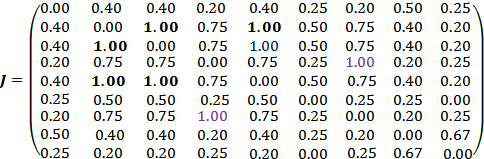 0.00 0.40 0.40 0.20 0.40 0.25 0.20 0.50 0.25
0.40 0.00 1.00 0.75 1.00 0.50 0.75 0.40 0.20
0.40 1.00 0.00 0.75 1.00 0.50 0.75 0.40 0.20
0.20 0.75 0.75 0.00 0.75 0.25 1.00 0.20 0.25
J = 0.40 1.00 1.00 0.75 0.00 0.50 0.75 0.40 0.20
0.25 0.50 0.50 0.25 0.50 0.00 0.25 0.25 0.00
0.20 0.75 0.75 1.00 0.75 0.25 0.00 0.20 0.25
0.50 0.40 0.40 0.20 0.40 0.25 0.20 0.00 0.67
0.25 0.20 0.20 0.25 0.20 0.00 0.25 0.67 0.00